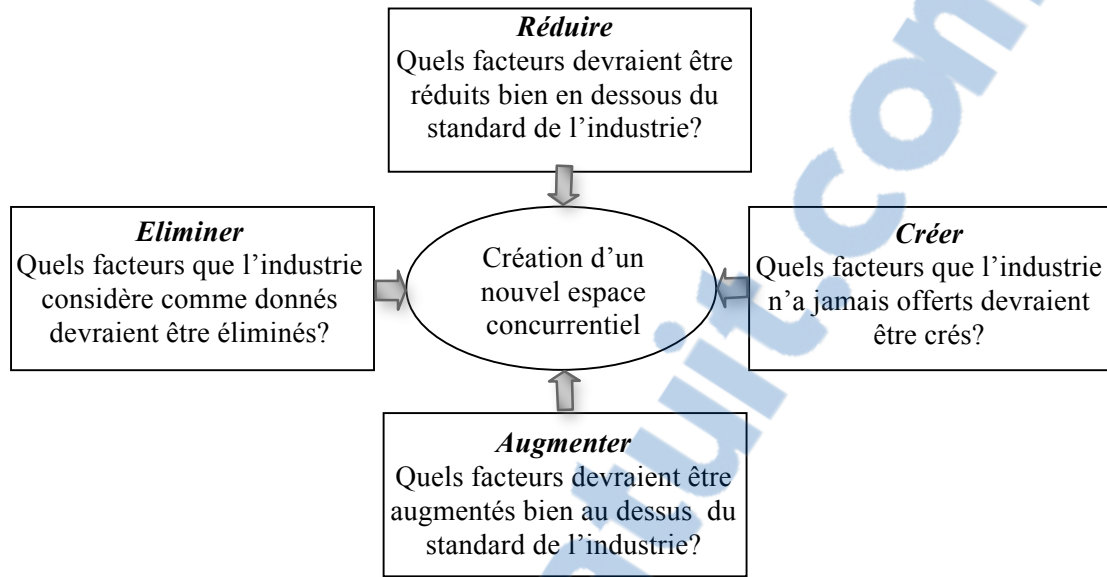 Réduire
Quels facteurs devraient être
réduits bien en dessous du
standard de l’industrie?
Eliminer
Quels facteurs que l’industrie
considère comme donnés
devraient être éliminés?
Création d’un
nouvel espace
concurrentiel
Créer
Quels facteurs que l’industrie
n’a jamais offerts devraient
être crés?
Augmenter
Quels facteurs devraient être
augmentés bien au dessus  du
standard de l’industrie?
atuit.com